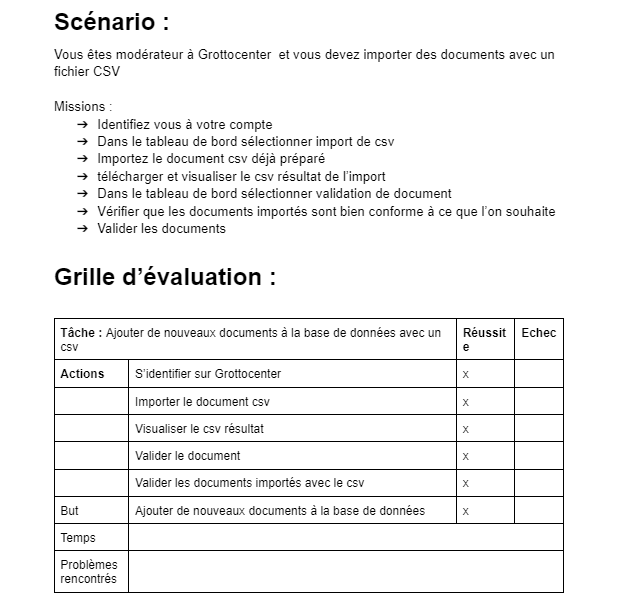 Scénario :
Vous êtes modérateur à Grottocenter  et vous devez importer des documents avec un
fichier CSV
Missions :
➔ Identifiez vous à votre compte
➔ Dans le tableau de bord sélectionner import de csv
➔ Importez le document csv déjà préparé
➔ télécharger et visualiser le csv résultat de l'import
➔ Dans le tableau de bord sélectionner validation de document
➔ Vérifier que les documents importés sont bien conforme à ce que l'on souhaite
➔ Valider les documents
Grille d'évaluation :
Tâche : Ajouter de nouveaux documents à la base de données avec un
csv
Réussit
e
Echec
Actions S'identifier sur Grottocenter x
Importer le document csv x
Visualiser le csv résultat x
Valider le document x
Valider les documents importés avec le csv x
But Ajouter de nouveaux documents à la base de données x
Temps
Problèmes
rencontrés